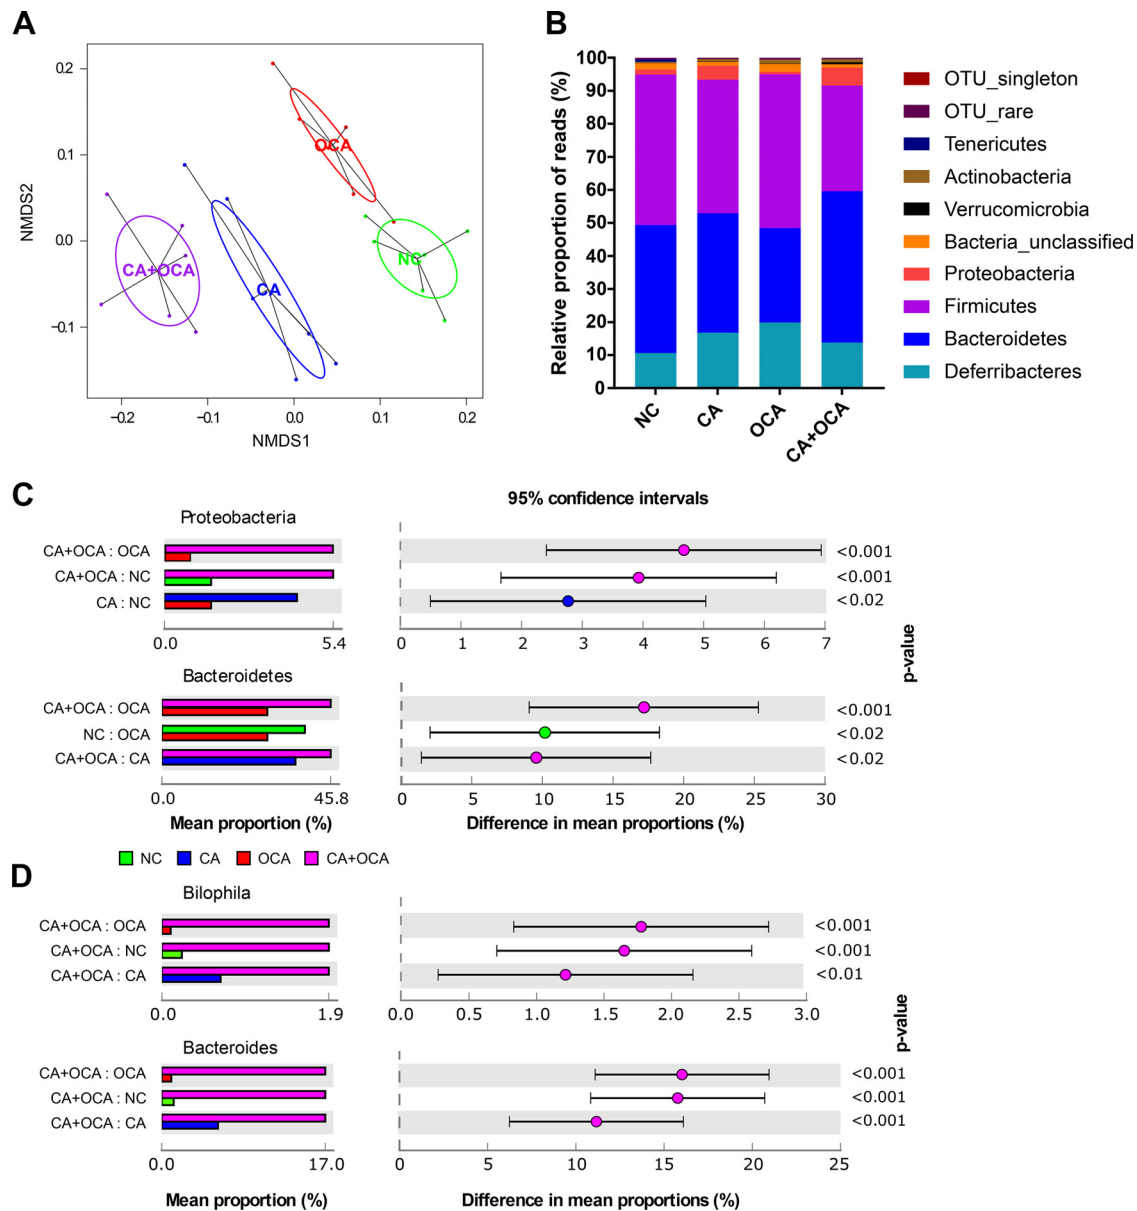 A
0.2
0.1
0.0
−0.1
NMDS2
OCA
NC
CA+OCA
CA
−0.2
−0.1
0.0
0.1
0.2
NMDS1
B
Relative proportion of reads (%)
100
90
80
70
60
50
40
30
20
10
0
NC
CA
OCA
CA+OCA
OTU_singleton
OTU_rare
Tenericutes
Actinobacteria
Verrucomicrobia
Bacteria_unclassified
Proteobacteria
Firmicutes
Bacteroidetes
Deferribacteres
C
95% confidence intervals
Proteobacteria
CA+OCA : OCA
<0.001
CA+OCA : NC
<0.001
CA : NC
<0.02
0.0
5.4
0
1
2
3
4
5
6
7
p-value
Bacteroidetes
CA+OCA : OCA
<0.001
NC : OCA
<0.02
CA+OCA : CA
<0.02
0.0
45.8
0
5
10
15
20
25
30
Mean proportion (%)
Difference in mean proportions (%)
NC
CA
OCA
CA+OCA
D
Bilophila
CA+OCA : OCA
<0.001
CA+OCA : NC
<0.001
CA+OCA : CA
<0.01
0.0
1.9
0.0
0.5
1.0
1.5
2.0
2.5
3.0
p-value
Bacteroides
CA+OCA : OCA
<0.001
CA+OCA : NC
<0.001
CA+OCA : CA
<0.001
0.0
17.0
0
5
10
15
20
25
Mean proportion (%)
Difference in mean proportions (%)